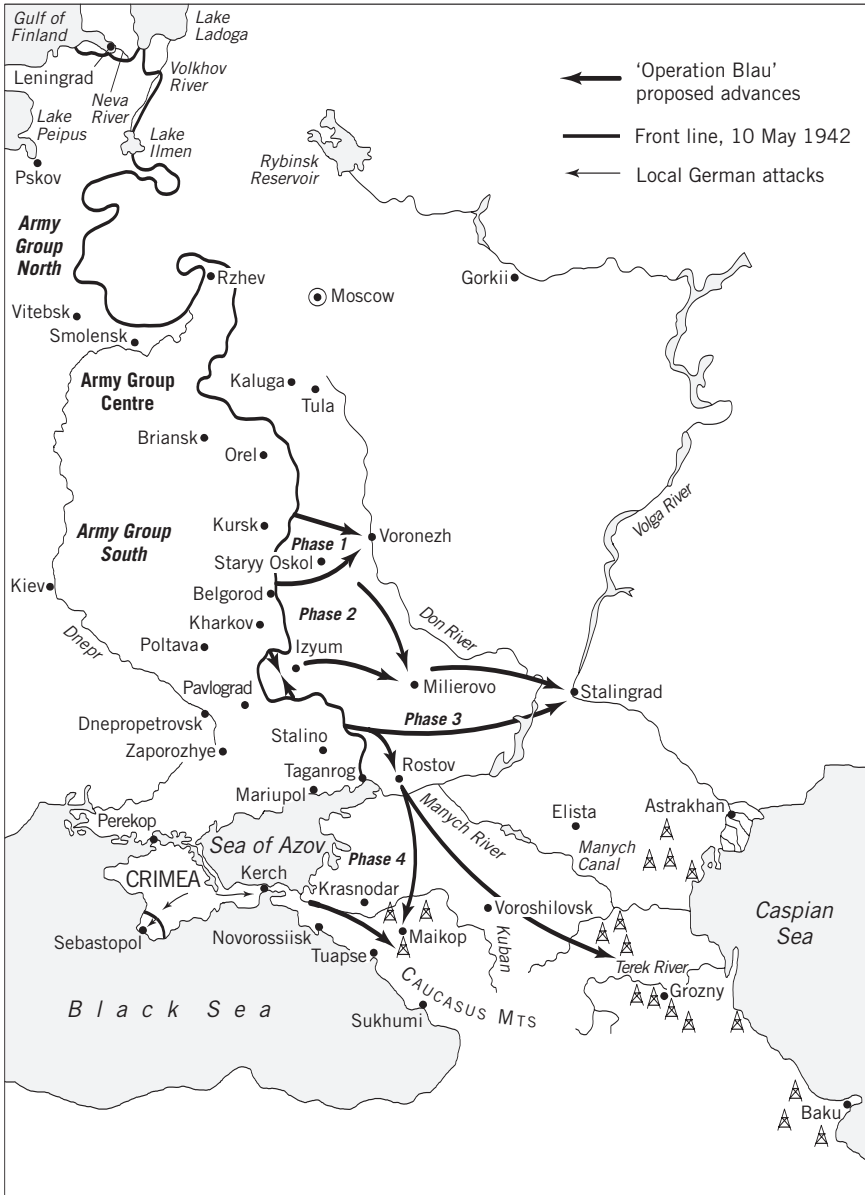 Gulf of
Finland
Lake
Ladoga
Leningrad
Neva
River
Volkhov
River
Lake
Peipus
Lake
Ilmen
Pskov
Rybinsk
Reservoir
'Operation Blau'
proposed advances
Front line, 10 May 1942
Local German attacks
Army
Group
North
Rzhev
Moscow
Gorkii
Vitebsk
Smolensk
Army Group
Centre
Kaluga
Tula
Briansk
Orel
Volga River
Army Group
South
Kursk
Phase 1
Voronezh
Staryy Oskol
Kiev
Belgorod
Phase 2
Kharkov
Don River
Dnepr
Poltava
Izyum
Milierovo
Stalingrad
Pavlograd
Phase 3
Dnepropetrovsk
Stalino
Zaporozhye
Taganrog
Rostov
Mariupol
Manych River
Elista
Astrakhan
Perekop
Sea of Azov
Manych
Canal
Phase 4
CRIMEA
Kerch
Krasnodar
Voroshilovsk
Caspian
Sea
Sebastopol
Novorossiisk
Maikop
Kuban
Tuapse
Terek River
CAUCASUS MTS
Grozny
Black Sea
Sukhumi
Baku